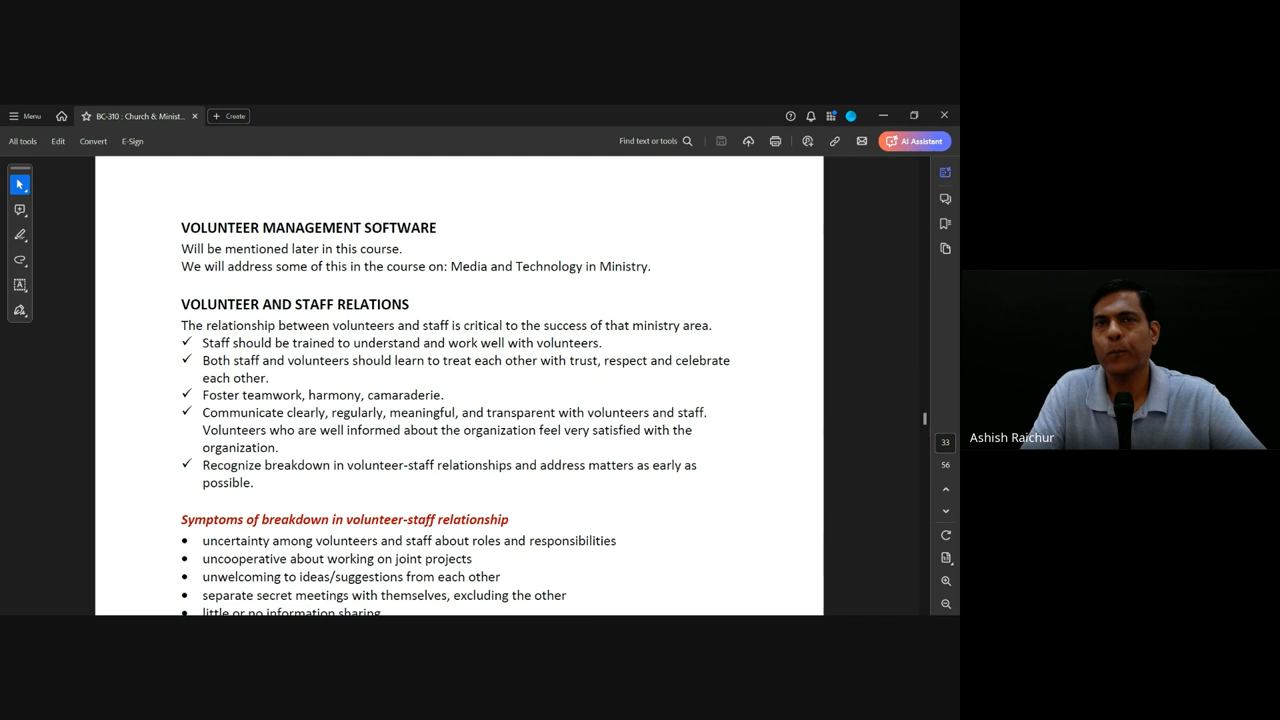 Menu
BC-310 : Church & Minist...
Create
All tools
Edit
Convert
E-Sign
Find text or tools
AI Assistant
VOLUNTEER MANAGEMENT SOFTWARE
Will be mentioned later in this course.
We will address some of this in the course on: Media and Technology in Ministry.
VOLUNTEER AND STAFF RELATIONS
The relationship between volunteers and staff is critical to the success of that ministry area.
✓ Staff should be trained to understand and work well with volunteers.
✓ Both staff and volunteers should learn to treat each other with trust, respect and celebrate
each other.
✓ Foster teamwork, harmony, camaraderie.
✓ Communicate clearly, regularly, meaningful, and transparent with volunteers and staff.
Volunteers who are well informed about the organization feel very satisfied with the
organization.
✓ Recognize breakdown in volunteer-staff relationships and address matters as early as
possible.
Symptoms of breakdown in volunteer-staff relationship
• uncertainty among volunteers and staff about roles and responsibilities
• uncooperative about working on joint projects
• unwelcoming to ideas/suggestions from each other
• separate secret meetings with themselves, excluding the other
• little or no information sharing
33
56
Ashish Raichur